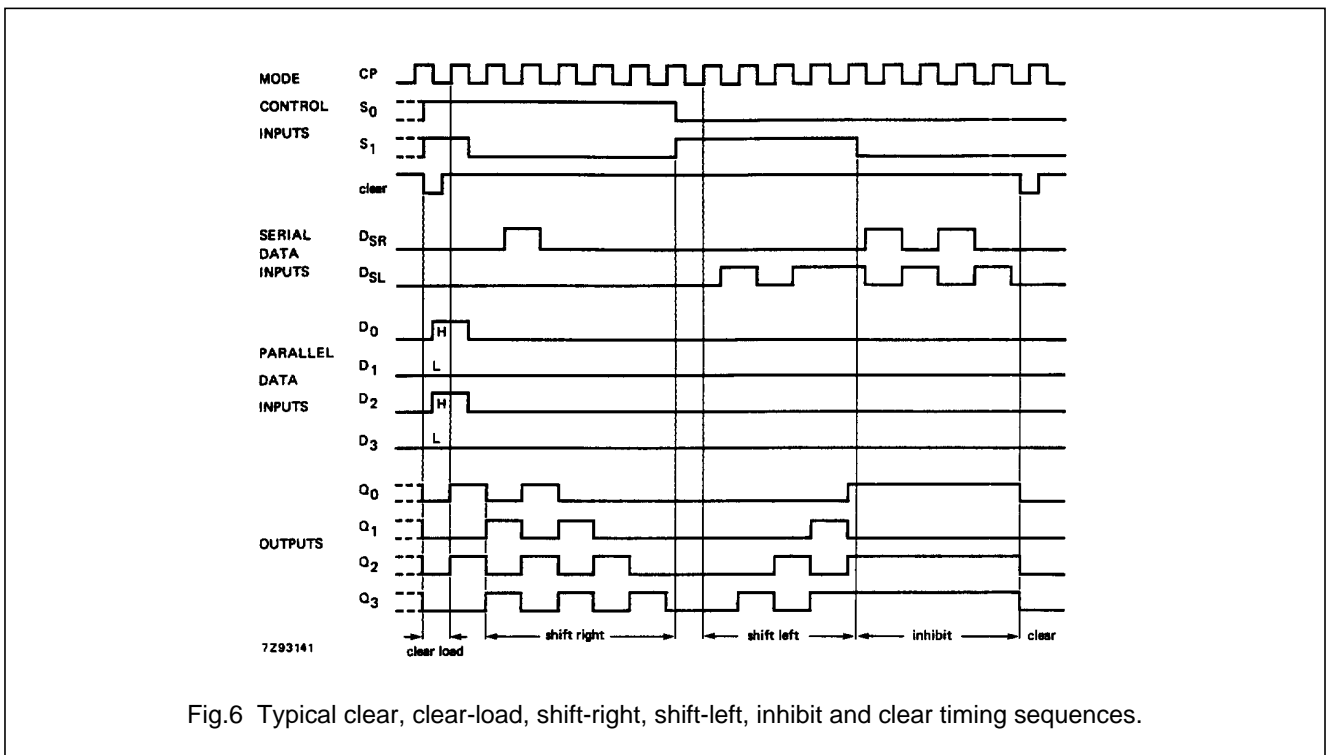 MODE
CONTROL
INPUTS
CP
S0
S1
clear
SERIAL
DATA
INPUTS
DSR
DSL
PARALLEL
DATA
INPUTS
D0
H
D1
L
D2
H
D3
L
OUTPUTS
Q0
Q1
Q2
Q3
7Z93141
clear load
shift right
shift left
inhibit
clear
Fig.6 Typical clear, clear-load, shift-right, shift-left, inhibit and clear timing sequences.